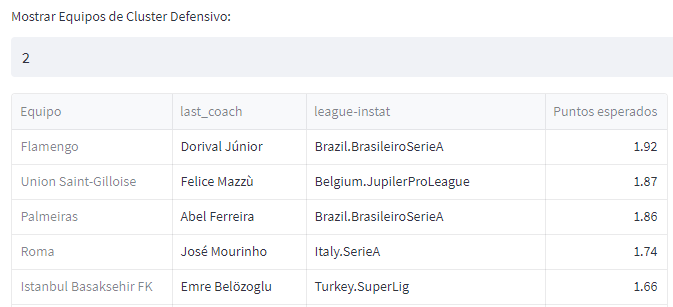 Mostrar Equipos de Cluster Defensivo:
2
Equipo last_coach league-instat Puntos esperados
Flamengo Dorival Júnior Brazil.BrasileiroSerieA 1.92
Union Saint-Gilloise Felice Mazzù Belgium.JupilerProLeague 1.87
Palmeiras Abel Ferreira Brazil.BrasileiroSerieA 1.86
Roma José Mourinho Italy.SerieA 1.74
Istanbul Basaksehir FK Emre Belözoglu Turkey.SuperLig 1.66